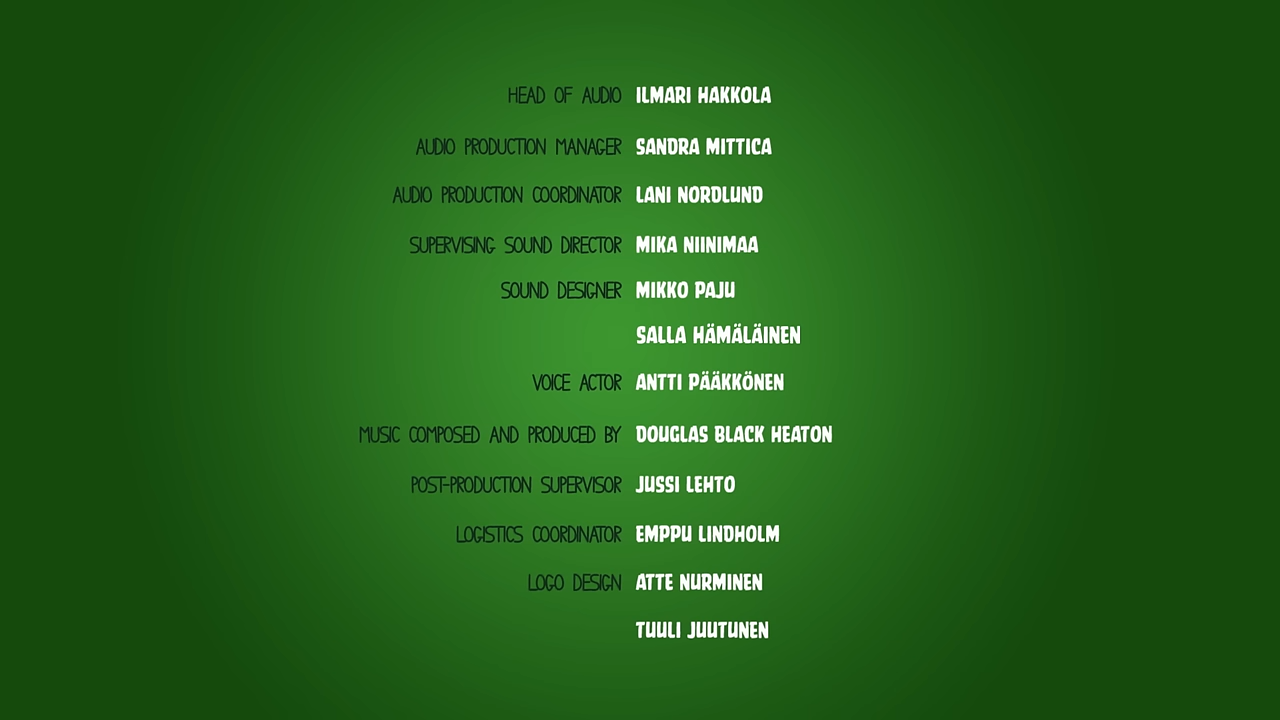 HEAD OF AUDIO ILMARI HAKKOLA
AUDIO PRODUCTION MANAGER SANDRA MITTICA
AUDIO PRODUCTION COORDINATOR LANI NORDLUND
SUPERVISING SOUND DIRECTOR MIKA NIINIMAA
SOUND DESIGNER MIKKO PAJU
SALLA HÄMÄLÄINEN
VOICE ACTOR ANTTI PÄÄKKÖNEN
MUSIC COMPOSED AND PRODUCED BY DOUGLAS BLACK HEATON
POST-PRODUCTION SUPERVISOR JUSSI LEHTO
LOGISTICS COORDINATOR EMPPU LINDHOLM
LOGO DESIGN ATTE NURMINEN
TUULI JUUTUNEN